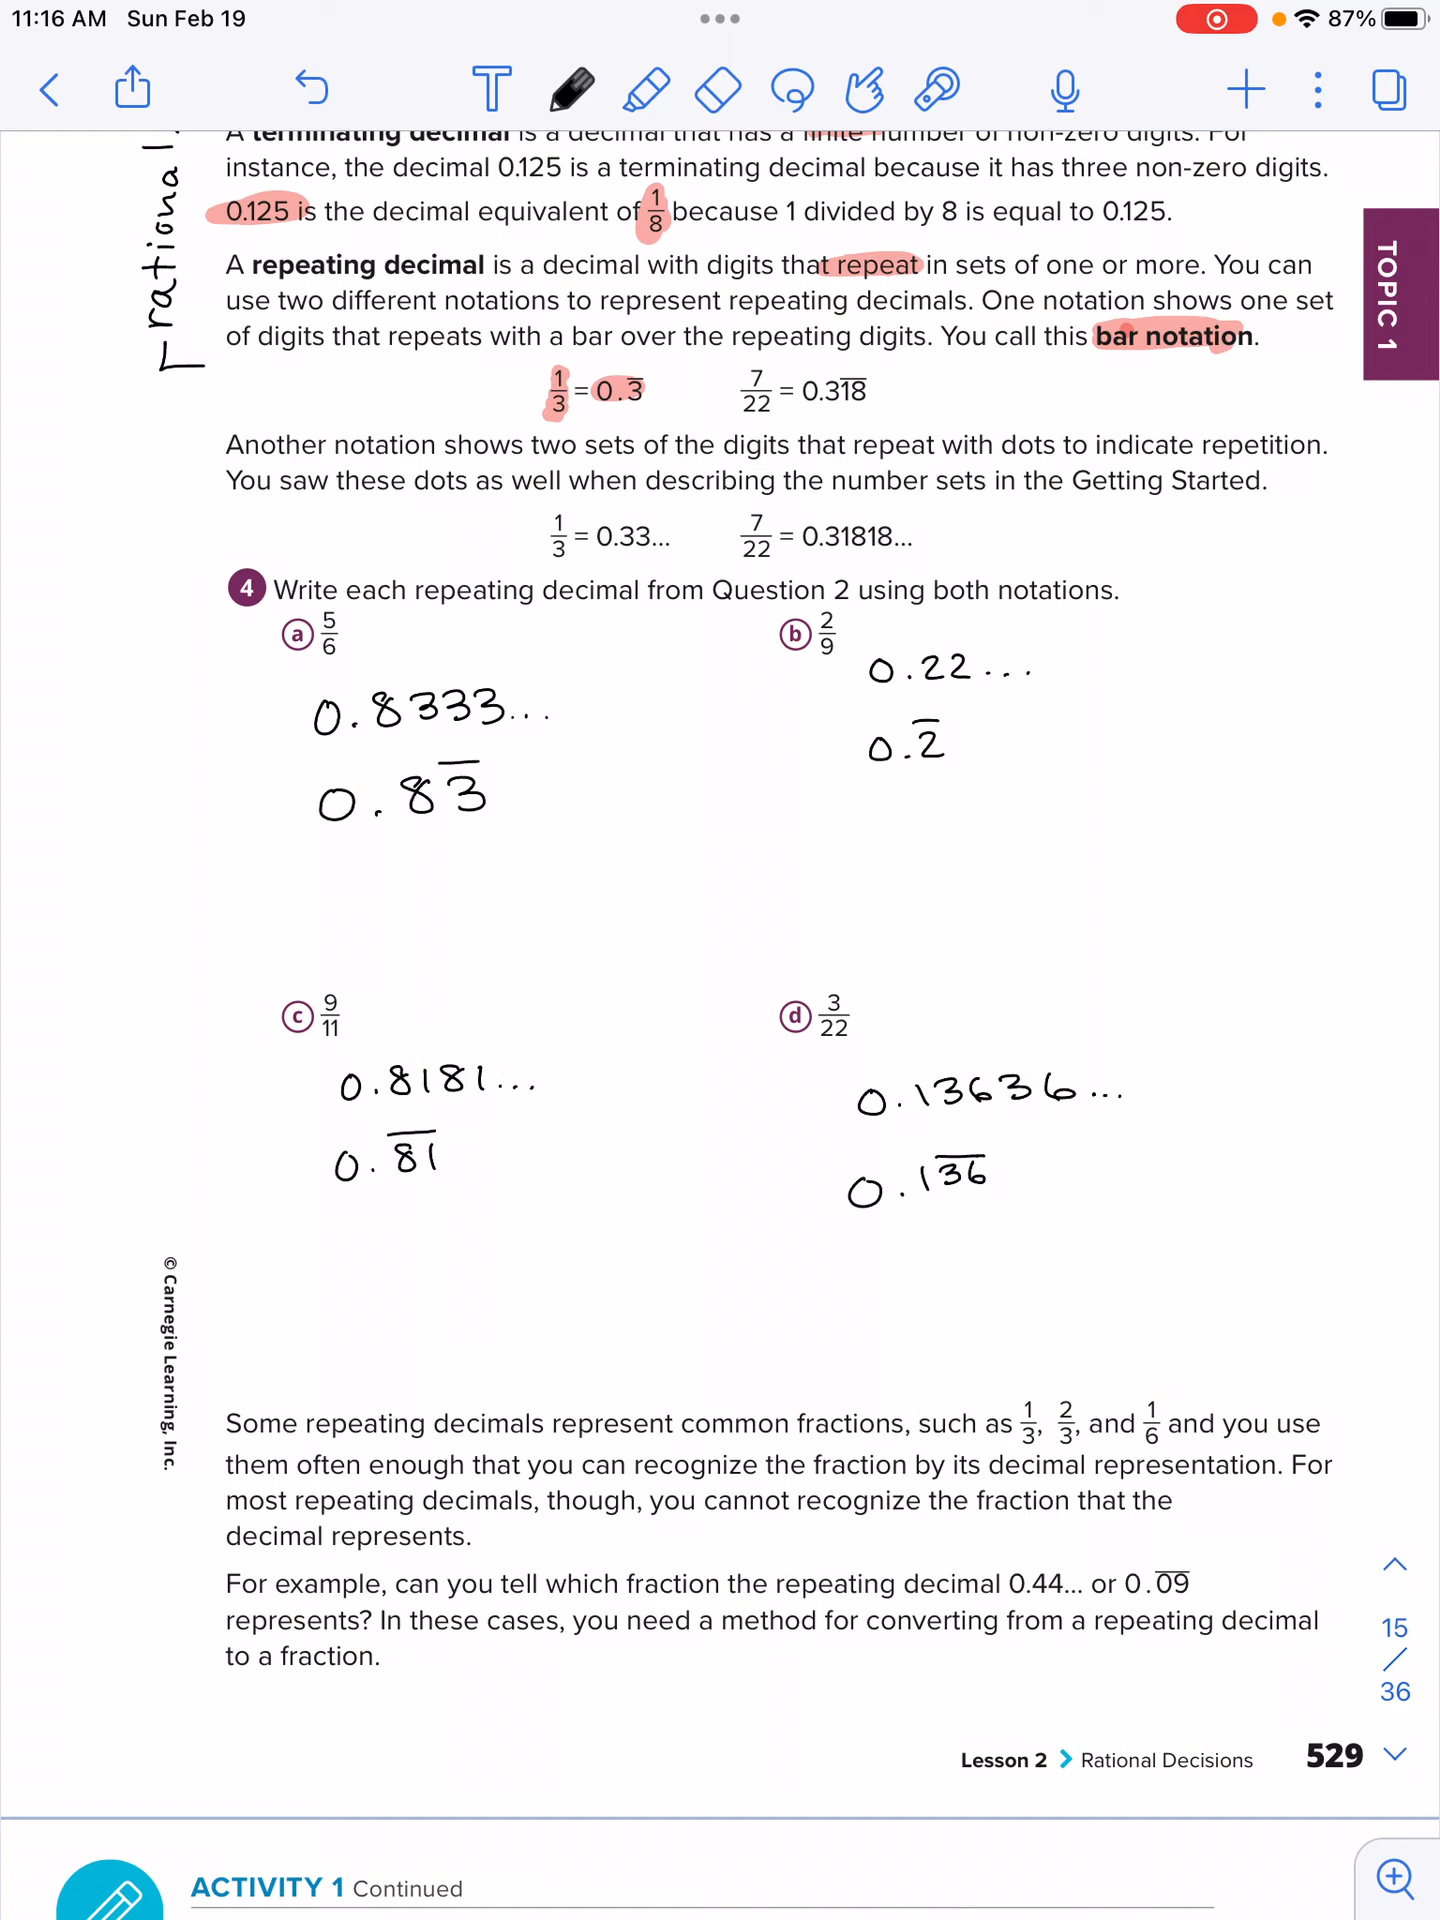 11:16 AM Sun Feb 19
87%
A terminating decimal is a decimal that has a finite number of non-zero digits. For
instance, the decimal 0.125 is a terminating decimal because it has three non-zero digits.
0.125 is the decimal equivalent of 1/8 because 1 divided by 8 is equal to 0.125.
rational
A repeating decimal is a decimal with digits that repeat in sets of one or more. You can
use two different notations to represent repeating decimals. One notation shows one set
of digits that repeats with a bar over the repeating digits. You call this bar notation.
TOPIC 1
1/3 = 0.3̅ 7/22 = 0.31̅8̅
Another notation shows two sets of the digits that repeat with dots to indicate repetition.
You saw these dots as well when describing the number sets in the Getting Started.
1/3 = 0.33... 7/22 = 0.31818...
4 Write each repeating decimal from Question 2 using both notations.
a 5/6
0.8333...
0.83̅
b 2/9
0.22...
0.2̅
c 9/11
0.8181...
0.8̅1̅
d 3/22
0.13636...
0.13̅6̅
© Carnegie Learning, Inc.
Some repeating decimals represent common fractions, such as 1/3, 2/3, and 1/6 and you use
them often enough that you can recognize the fraction by its decimal representation. For
most repeating decimals, though, you cannot recognize the fraction that the
decimal represents.
For example, can you tell which fraction the repeating decimal 0.44... or 0.0̅9̅
represents? In these cases, you need a method for converting from a repeating decimal
to a fraction.
15
/
36
Lesson 2 > Rational Decisions 529
ACTIVITY 1 Continued